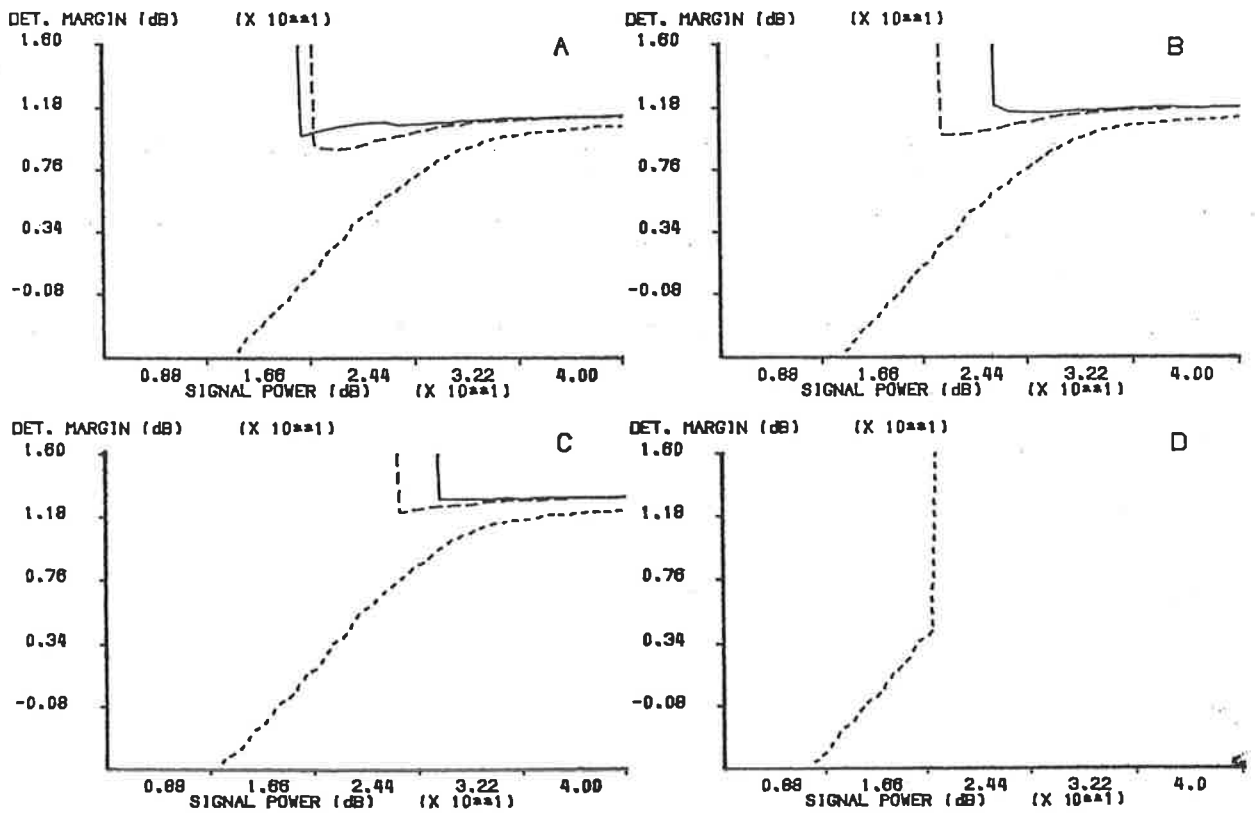 DET. MARGIN (dB) (X 10**1)
A
1.60
1.18
0.76
0.34
-0.08
0.88 1.66 2.44 3.22 4.00
SIGNAL POWER (dB) (X 10**1)
DET. MARGIN (dB) (X 10**1)
B
1.60
1.18
0.76
0.34
-0.08
0.88 1.66 2.44 3.22 4.00
SIGNAL POWER (dB) (X 10**1)
DET. MARGIN (dB) (X 10**1)
C
1.60
1.18
0.76
0.34
-0.08
0.88 1.66 2.44 3.22 4.00
SIGNAL POWER (dB) (X 10**1)
DET. MARGIN (dB) (X 10**1)
D
1.60
1.18
0.76
0.34
-0.08
0.88 1.66 2.44 3.22 4.0
SIGNAL POWER (dB) (X 10**1)